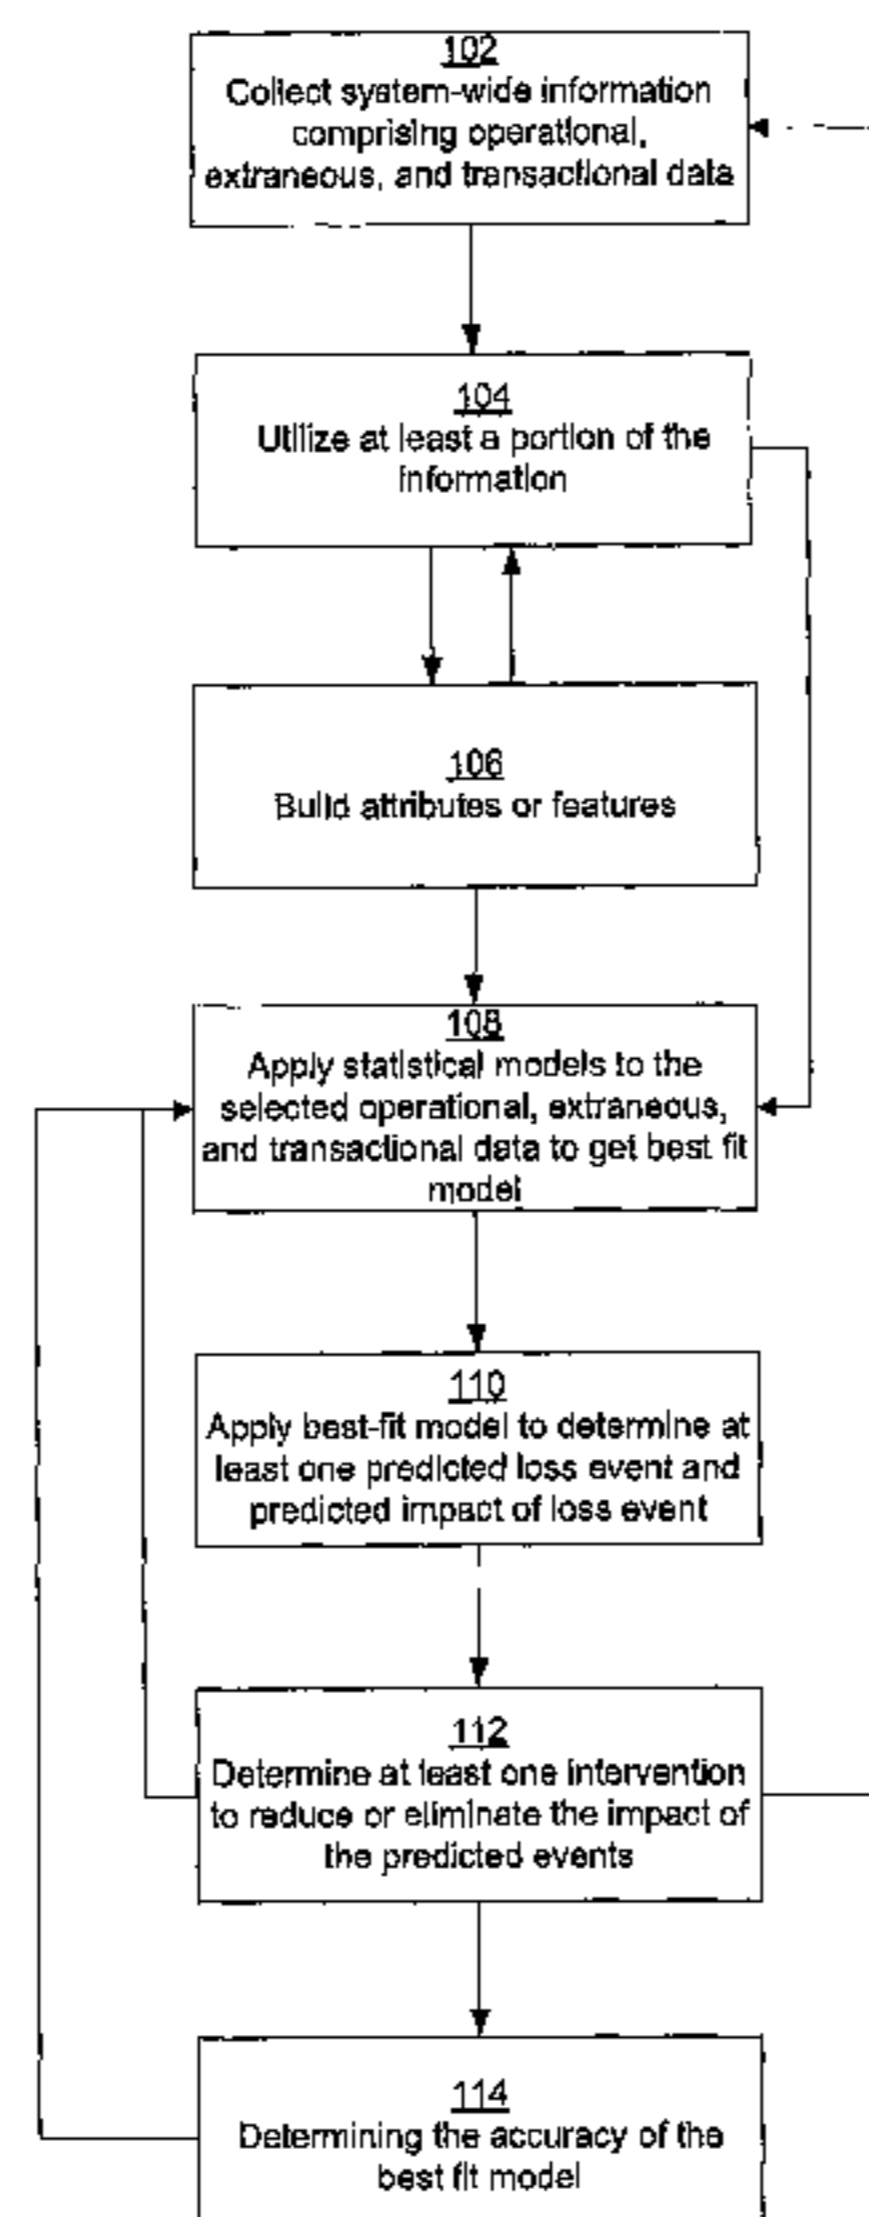 102
Collect system-wide information
comprising operational,
extraneous, and transactional data
104
Utilize at least a portion of the
information
106
Build attributes or features
108
Apply statistical models to the
selected operational, extraneous,
and transactional data to get best fit
model
110
Apply best-fit model to determine at
least one predicted loss event and
predicted impact of loss event
112
Determine at least one intervention
to reduce or eliminate the impact of
the predicted events
114
Determining the accuracy of the
best fit model